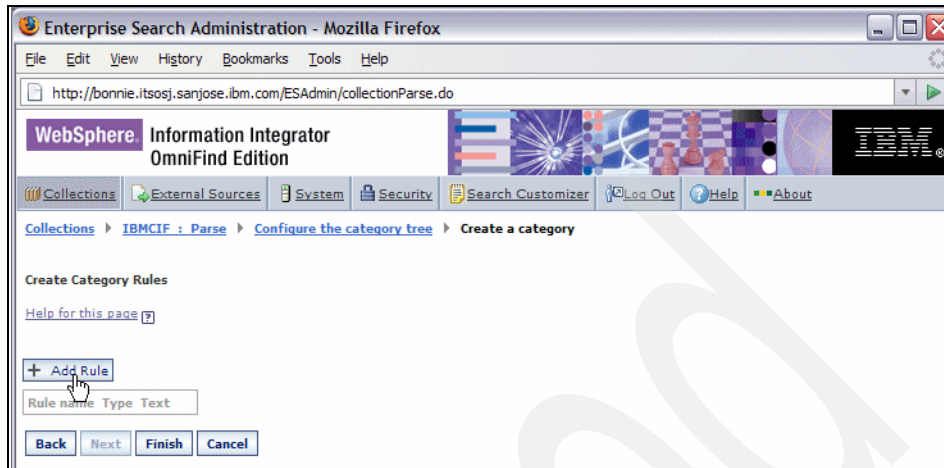 Enterprise Search Administration - Mozilla Firefox
File Edit View History Bookmarks Tools Help
http://bonnie.itsosj.sanjose.ibm.com/ESAdmin/collectionParse.do
WebSphere. Information Integrator
OmniFind Edition
IBM®
Collections External Sources System Security Search Customizer Log Out Help About
Collections IBMCIF : Parse Configure the category tree Create a category
Create Category Rules
Help for this page ?
+ Add Rule
Rule name Type Text
Back Next Finish Cancel